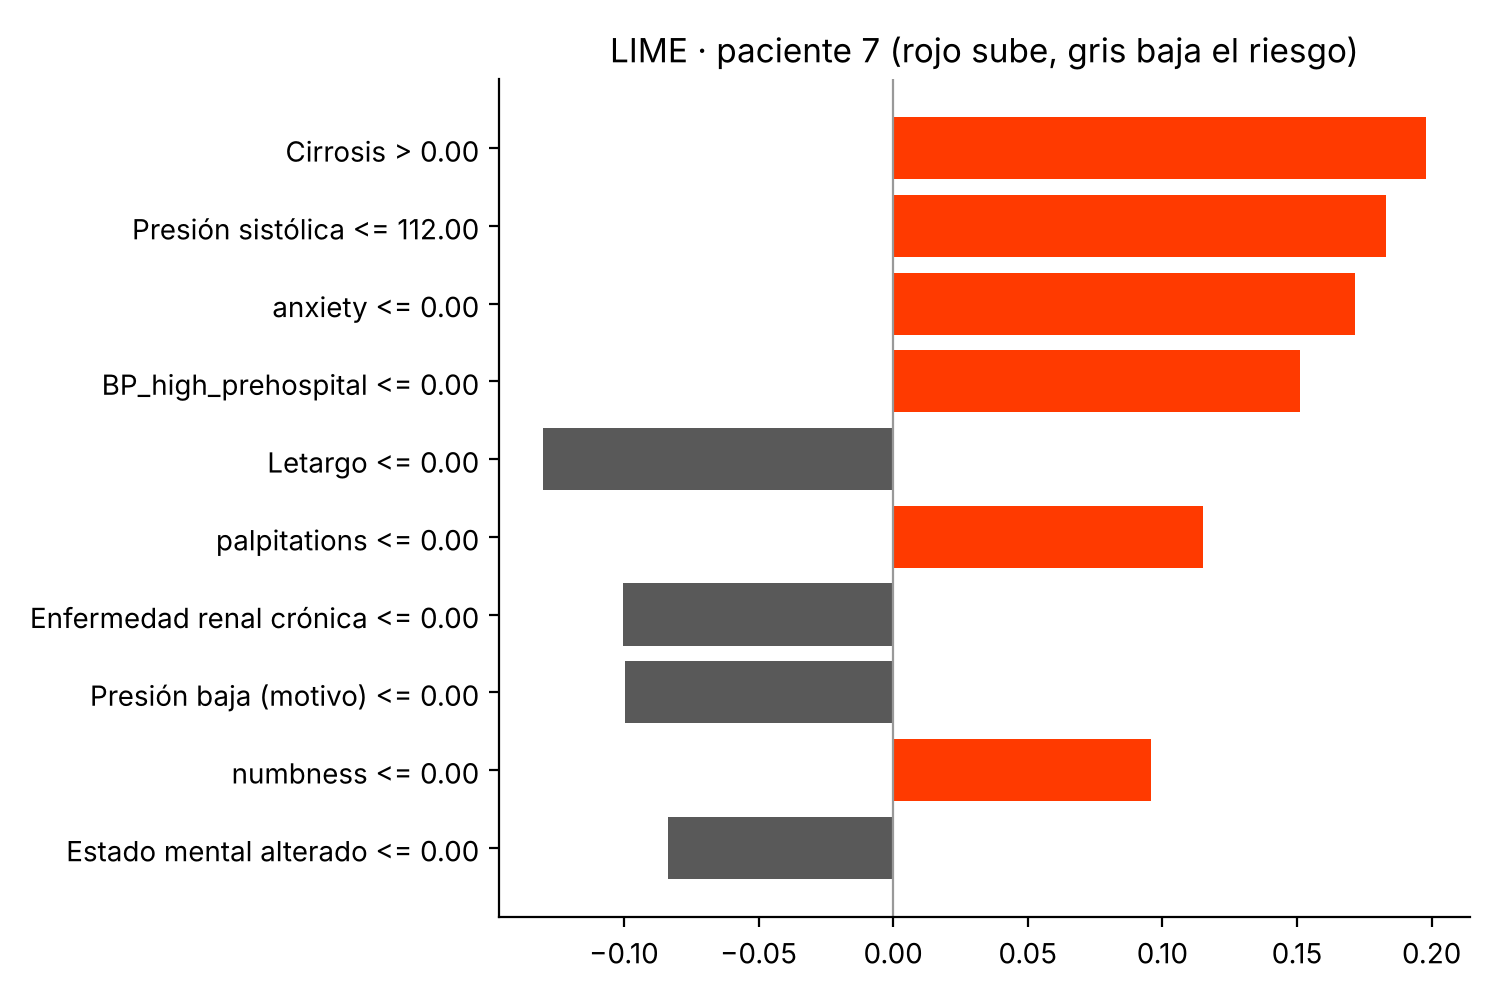 LIME · paciente 7 (rojo sube, gris baja el riesgo)
Cirrosis > 0.00
Presión sistólica <= 112.00
anxiety <= 0.00
BP_high_prehospital <= 0.00
Letargo <= 0.00
palpitations <= 0.00
Enfermedad renal crónica <= 0.00
Presión baja (motivo) <= 0.00
numbness <= 0.00
Estado mental alterado <= 0.00
−0.10 −0.05 0.00 0.05 0.10 0.15 0.20